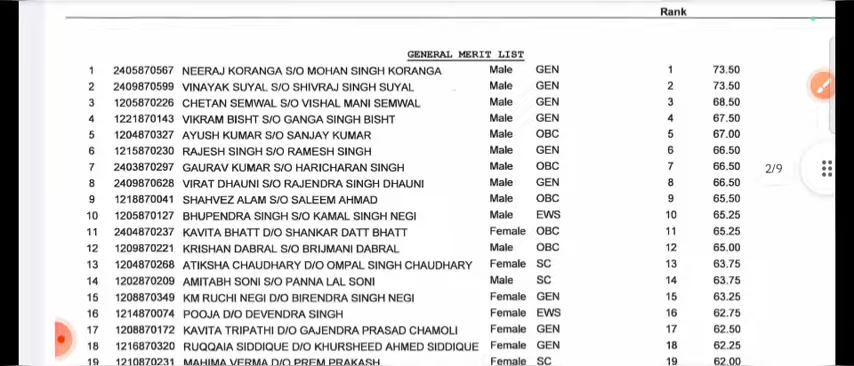 Rank
GENERAL MERIT LIST
1 2405870567 NEERAJ KORANGA S/O MOHAN SINGH KORANGA Male GEN 1 73.50
2 2409870599 VINAYAK SUYAL S/O SHIVRAJ SINGH SUYAL Male GEN 2 73.50
3 1205870226 CHETAN SEMWAL S/O VISHAL MANI SEMWAL Male GEN 3 68.50
4 1221870143 VIKRAM BISHT S/O GANGA SINGH BISHT Male GEN 4 67.50
5 1204870327 AYUSH KUMAR S/O SANJAY KUMAR Male OBC 5 67.00
6 1215870230 RAJESH SINGH S/O RAMESH SINGH Male GEN 6 66.50
7 2403870297 GAURAV KUMAR S/O HARICHARAN SINGH Male OBC 7 66.50 2/9
8 2409870628 VIRAT DHAUNI S/O RAJENDRA SINGH DHAUNI Male GEN 8 66.50
9 1218870041 SHAHVEZ ALAM S/O SALEEM AHMAD Male OBC 9 65.50
10 1205870127 BHUPENDRA SINGH S/O KAMAL SINGH NEGI Male EWS 10 65.25
11 2404870237 KAVITA BHATT D/O SHANKAR DATT BHATT Female OBC 11 65.25
12 1209870221 KRISHAN DABRAL S/O BRIJMANI DABRAL Male OBC 12 65.00
13 1204870268 ATIKSHA CHAUDHARY D/O OMPAL SINGH CHAUDHARY Female SC 13 63.75
14 1202870209 AMITABH SONI S/O PANNA LAL SONI Male SC 14 63.75
15 1208870349 KM RUCHI NEGI D/O BIRENDRA SINGH NEGI Female GEN 15 63.25
16 1214870074 POOJA D/O DEVENDRA SINGH Female EWS 16 62.75
17 1208870172 KAVITA TRIPATHI D/O GAJENDRA PRASAD CHAMOLI Female GEN 17 62.50
18 1216870320 RUQQAIA SIDDIQUE D/O KHURSHEED AHMED SIDDIQUE Female GEN 18 62.25
19 1210870231 MAHIMA VERMA D/O PREM PRAKASH Female SC 19 62.00